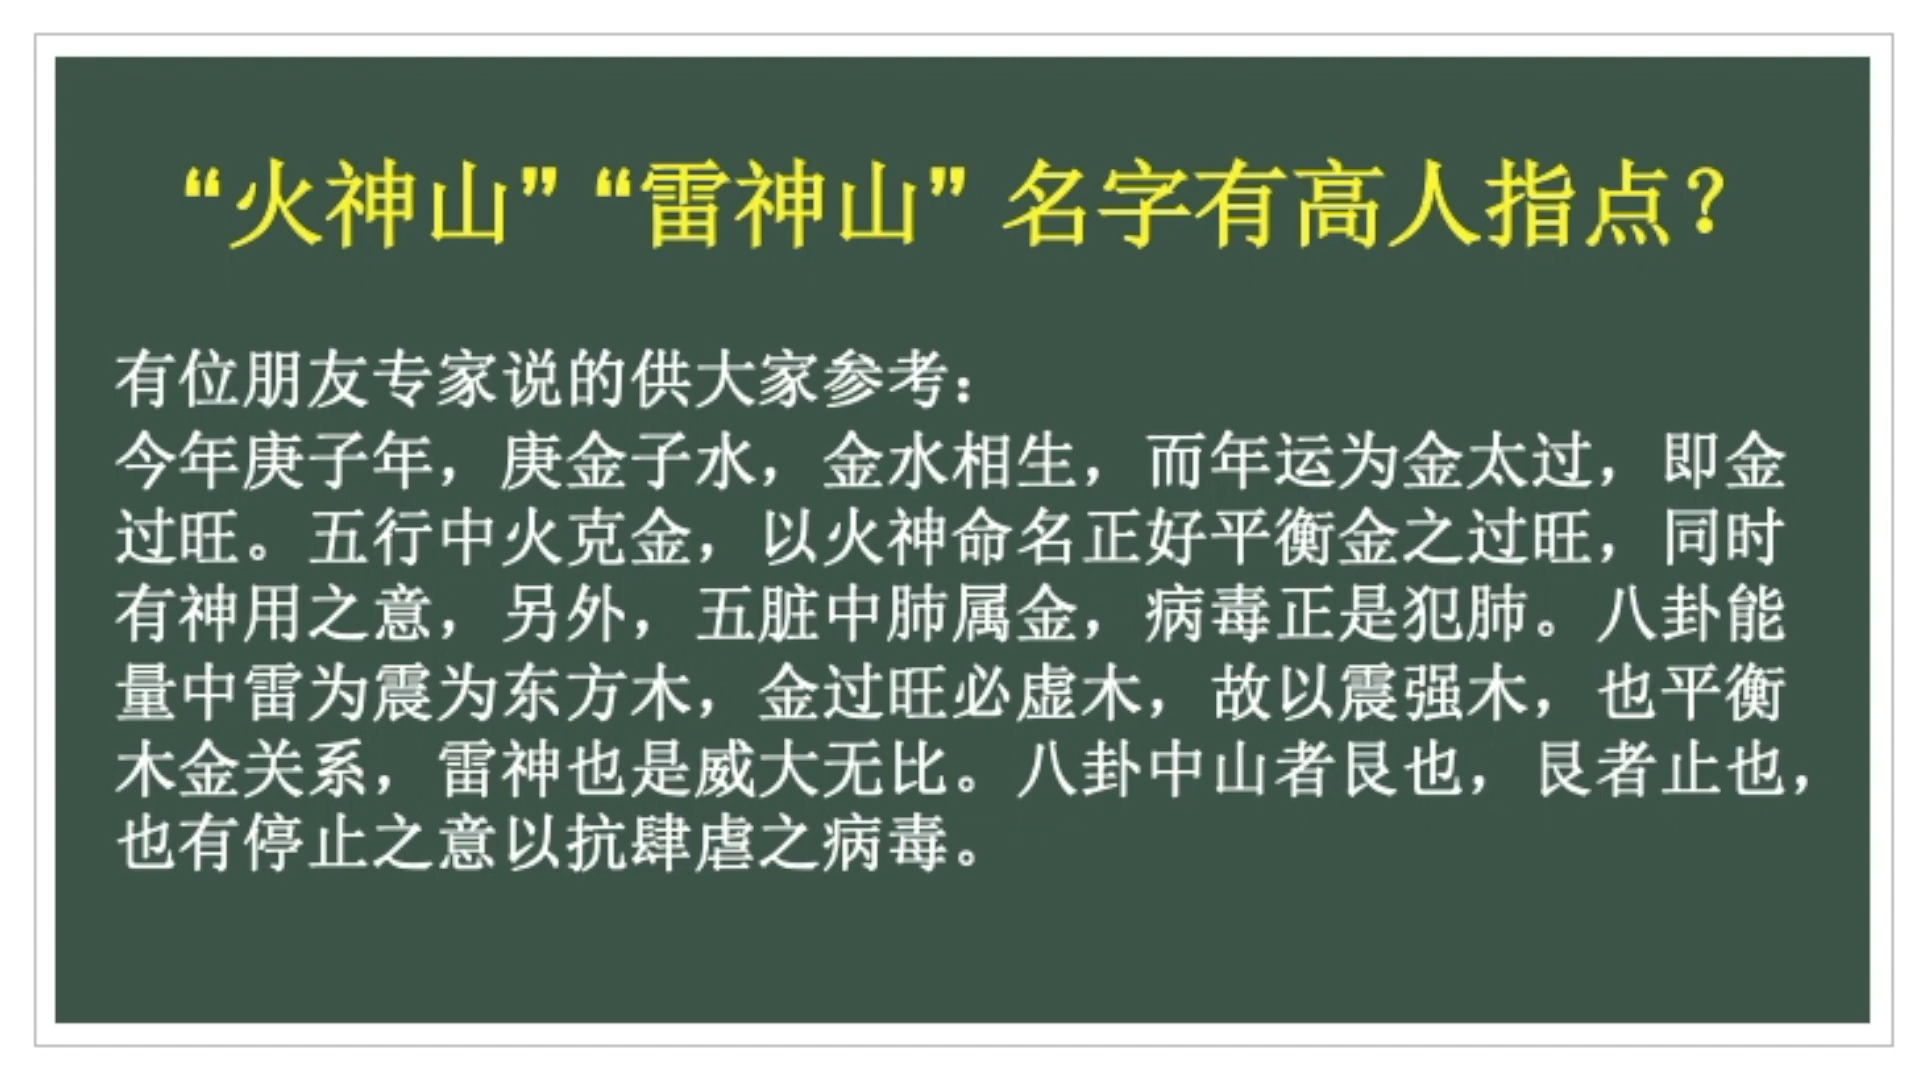 “火神山” “雷神山” 名字有高人指点？
有位朋友专家说的供大家参考：
今年庚子年，庚金子水，金水相生，而年运为金太过，即金
过旺。五行中火克金，以火神命名正好平衡金之过旺，同时
有神用之意，另外，五脏中肺属金，病毒正是犯肺。八卦能
量中雷为震为东方木，金过旺必虚木，故以震强木，也平衡
木金关系，雷神也是威大无比。八卦中山者艮也，艮者止也，
也有停止之意以抗肆虐之病毒。